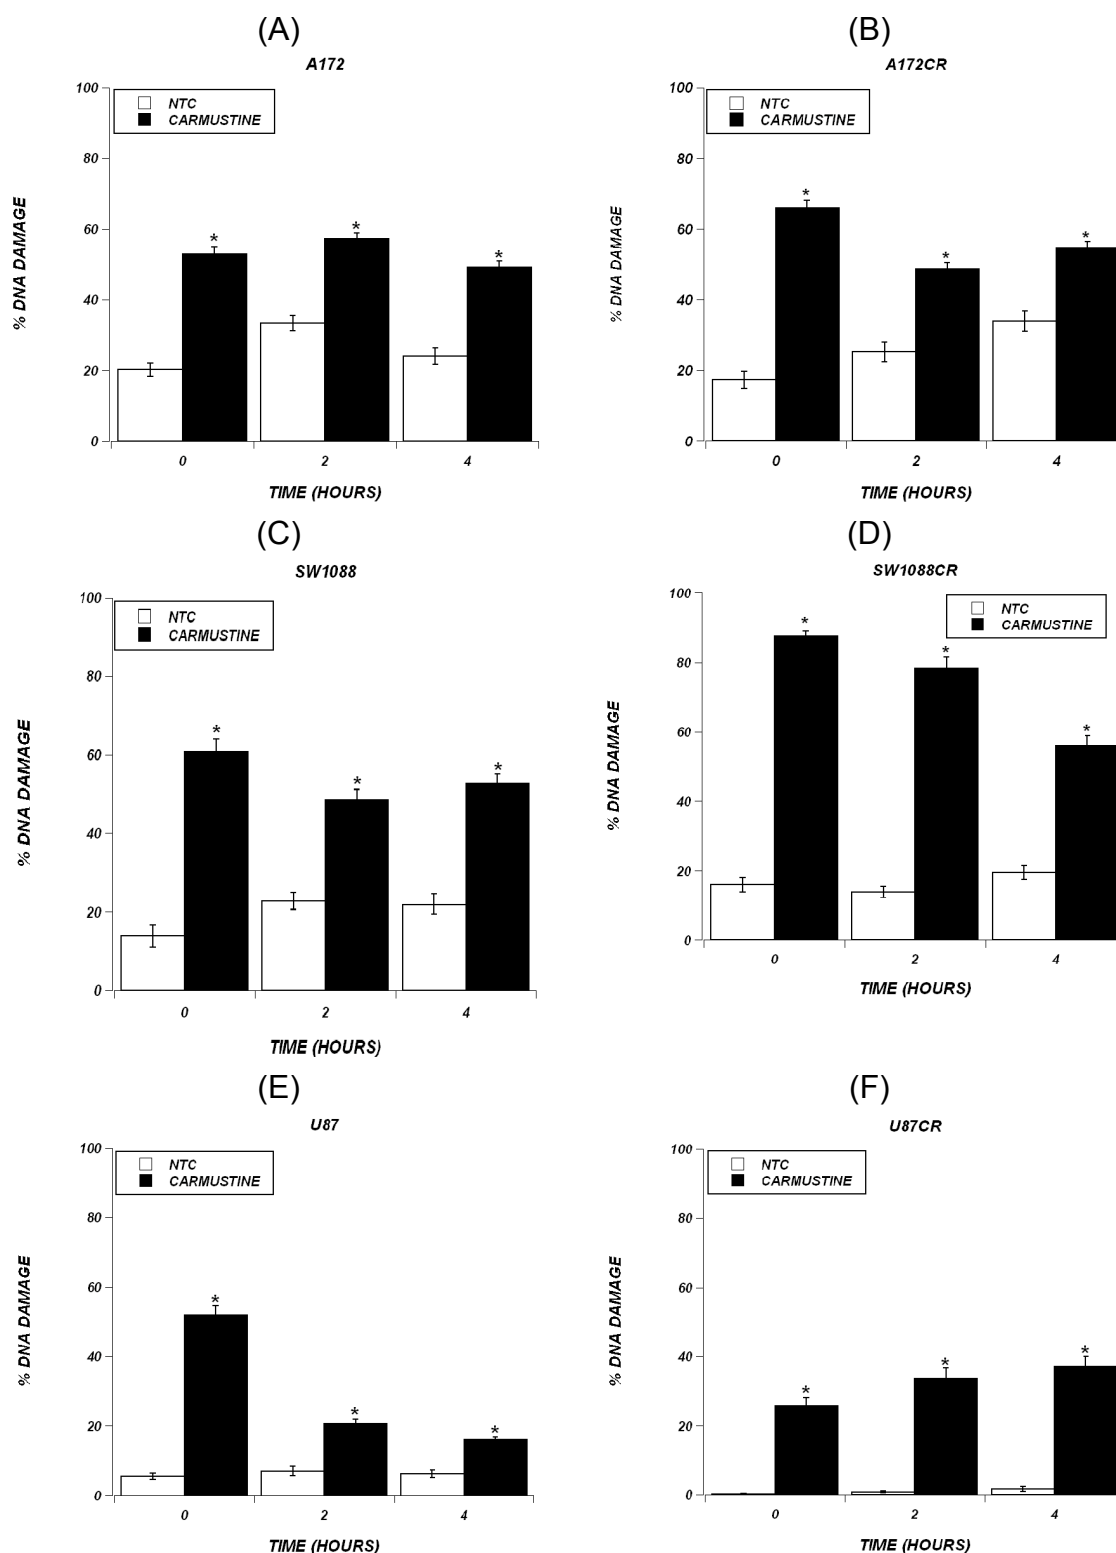 (A)
A172
100
NTC
CARMUSTINE
80
60
40
20
0
% DNA DAMAGE
* * *
0 2 4
TIME (HOURS)
(B)
A172CR
100
NTC
CARMUSTINE
80
60
40
20
0
% DNA DAMAGE
* * *
0 2 4
TIME (HOURS)
(C)
SW1088
100
NTC
CARMUSTINE
80
60
40
20
0
% DNA DAMAGE
* * *
0 2 4
TIME (HOURS)
(D)
SW1088CR
100
NTC
CARMUSTINE
80
60
40
20
0
% DNA DAMAGE
* * *
0 2 4
TIME (HOURS)
(E)
U87
100
NTC
CARMUSTINE
80
60
40
20
0
% DNA DAMAGE
* * *
0 2 4
TIME (HOURS)
(F)
U87CR
100
NTC
CARMUSTINE
80
60
40
20
0
% DNA DAMAGE
* * *
0 2 4
TIME (HOURS)